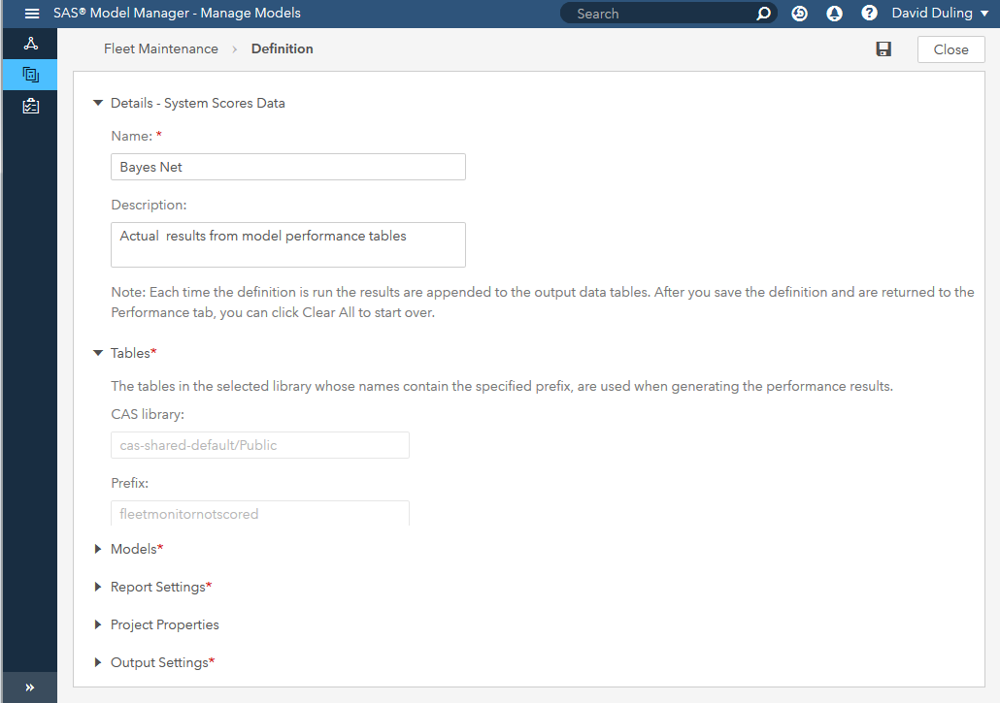 SAS® Model Manager - Manage Models
Search
David Duling
Fleet Maintenance > Definition
Close
Details - System Scores Data
Name: *
Bayes Net
Description:
Actual  results from model performance tables
Note: Each time the definition is run the results are appended to the output data tables. After you save the definition and are returned to the
Performance tab, you can click Clear All to start over.
Tables*
The tables in the selected library whose names contain the specified prefix, are used when generating the performance results.
CAS library:
cas-shared-default/Public
Prefix:
fleetmonitornotscored
Models*
Report Settings*
Project Properties
Output Settings*